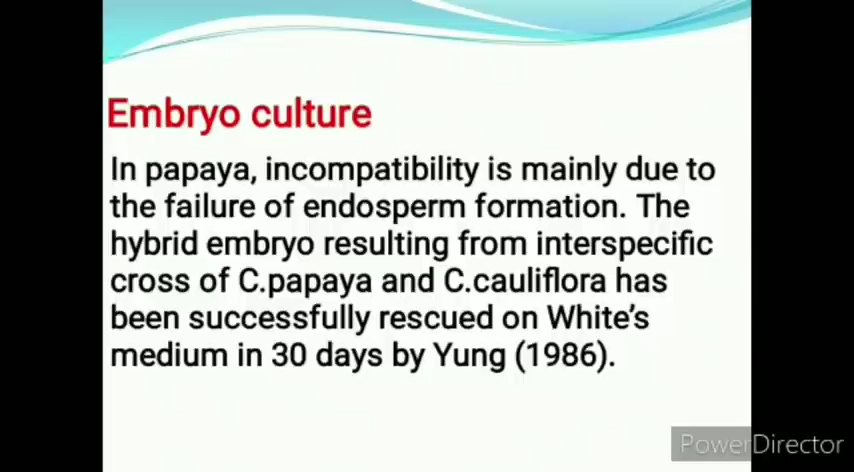 Embryo culture
In papaya, incompatibility is mainly due to
the failure of endosperm formation. The
hybrid embryo resulting from interspecific
cross of C.papaya and C.cauliflora has
been successfully rescued on White's
medium in 30 days by Yung (1986).
PowerDirector